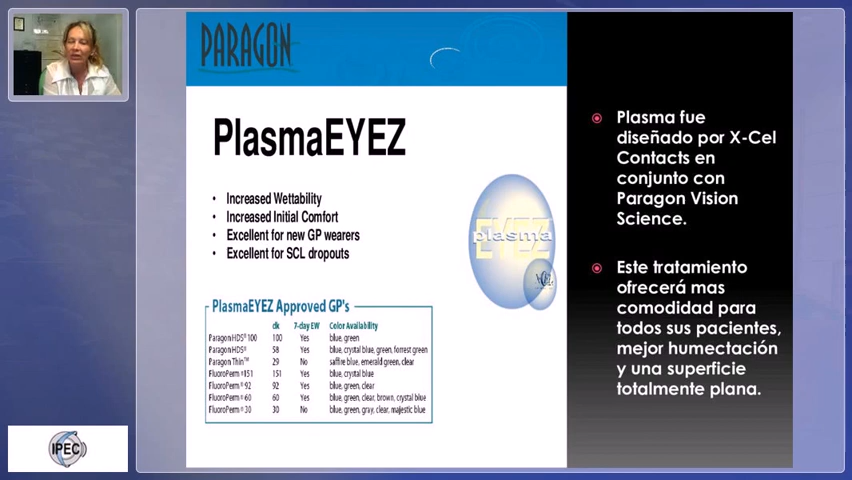 PARAGON
PlasmaEYEZ
• Increased Wettability
• Increased Initial Comfort
• Excellent for new GP wearers
• Excellent for SCL dropouts
EYEZ
plasma
PlasmaEYEZ Approved GP's
dk 7-day EW Color Availability
Paragon HDS® 100 100 Yes blue, green
Paragon HDS® 58 Yes blue, crystal blue, green, forrest green
Paragon Thin™ 29 No saffire blue, emerald green, clear
FluoroPerm®151 151 Yes blue, crystal blue
FluoroPerm®92 92 Yes blue, green, clear
FluoroPerm®60 60 Yes blue, green, clear, brown, crystal blue
FluoroPerm®30 30 No blue, green, gray, clear, majestic blue
Plasma fue
diseñado por X-Cel
Contacts en
conjunto con
Paragon Vision
Science.
Este tratamiento
ofrecerá mas
comodidad para
todos sus pacientes,
mejor humectación
y una superficie
totalmente plana.
IPEC